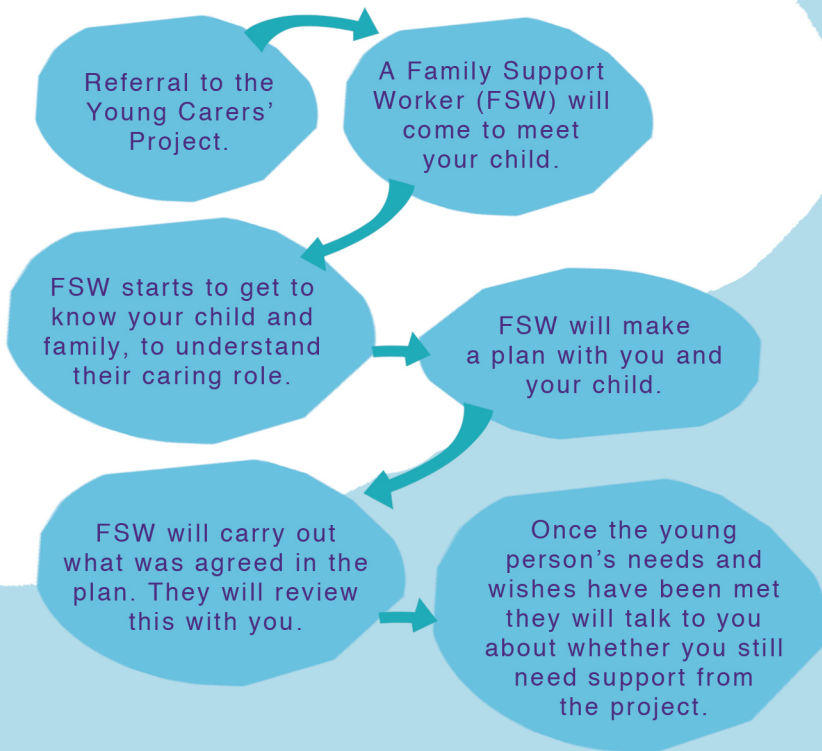 Referral to the
Young Carers’
Project.
A Family Support
Worker (FSW) will
come to meet
your child.
FSW starts to get to
know your child and
family, to understand
their caring role.
FSW will make
a plan with you and
your child.
FSW will carry out
what was agreed in the
plan. They will review
this with you.
Once the young
person’s needs and
wishes have been met
they will talk to you
about whether you still
need support from
the project.